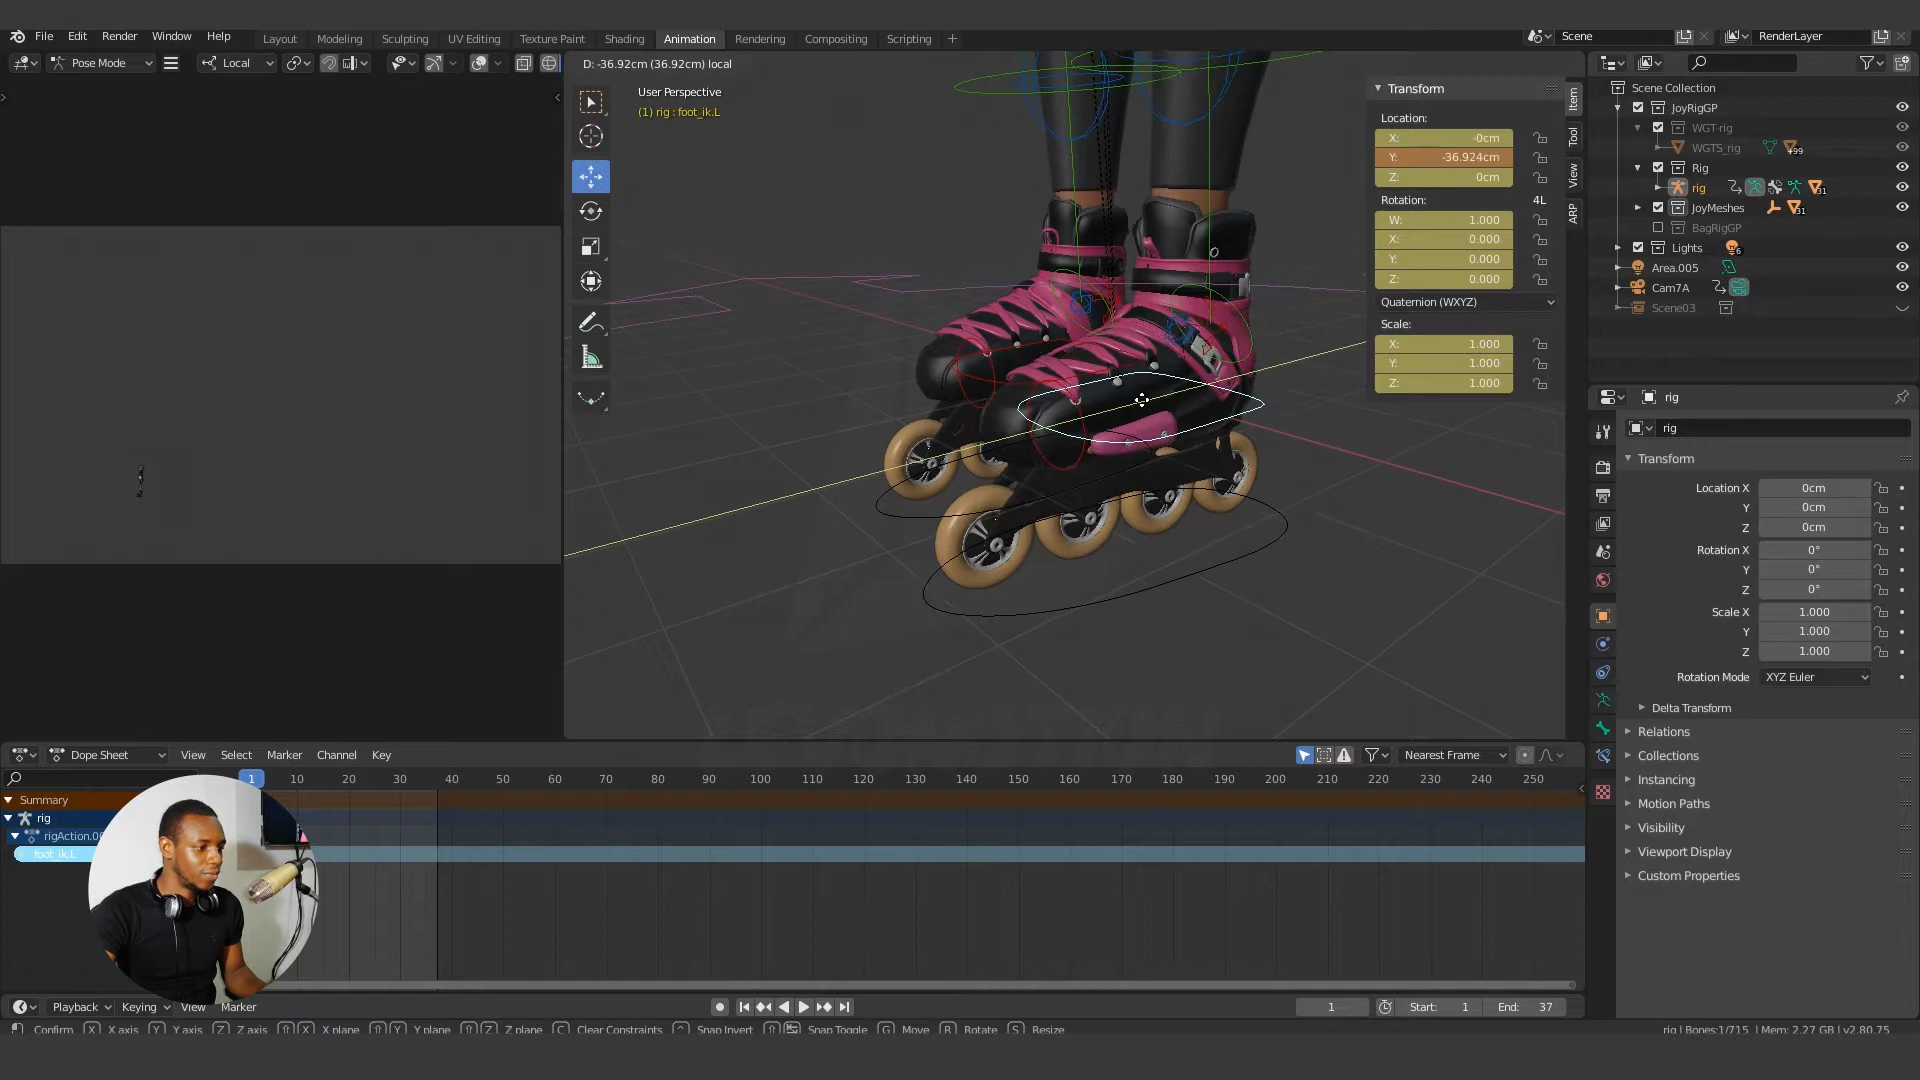 File Edit Render Window Help Layout Modeling Sculpting UV Editing Texture Paint Shading Animation Rendering Compositing Scripting + Scene RenderLayer
Pose Mode Local
D: -36.92cm (36.92cm) local
User Perspective
(1) rig : foot_ik.L
Transform
Location:
X: -0cm
Y: -36.924cm
Z: 0cm
Rotation: 4L
W: 1.000
X: 0.000
Y: 0.000
Z: 0.000
Quaternion (WXYZ)
Scale:
X: 1.000
Y: 1.000
Z: 1.000
Item
Tool
View
ARP
Scene Collection
JoyRigGP
WGT-rig
WGTS_rig +99
Rig
rig 31
JoyMeshes 31
BagRigGP
Lights 6
Area.005
Cam7A
Scene03
rig
rig
Transform
Location X 0cm
Y 0cm
Z 0cm
Rotation X 0°
Y 0°
Z 0°
Scale X 1.000
Y 1.000
Z 1.000
Rotation Mode XYZ Euler
Delta Transform
Relations
Collections
Instancing
Motion Paths
Visibility
Viewport Display
Custom Properties
Dope Sheet View Select Marker Channel Key Nearest Frame
1 10 20 30 40 50 60 70 80 90 100 110 120 130 140 150 160 170 180 190 200 210 220 230 240 250
Summary
rig
rigAction.00
foot_ik.L
Playback Keying View Marker 1 Start: 1 End: 37
Confirm X X axis Y Y axis Z Z axis X X plane Y Y plane Z Z plane C Clear Constraints Snap Invert Snap Toggle G Move R Rotate S Resize rig | Bones:1/715 | Mem: 2.27 GB | v2.80.75